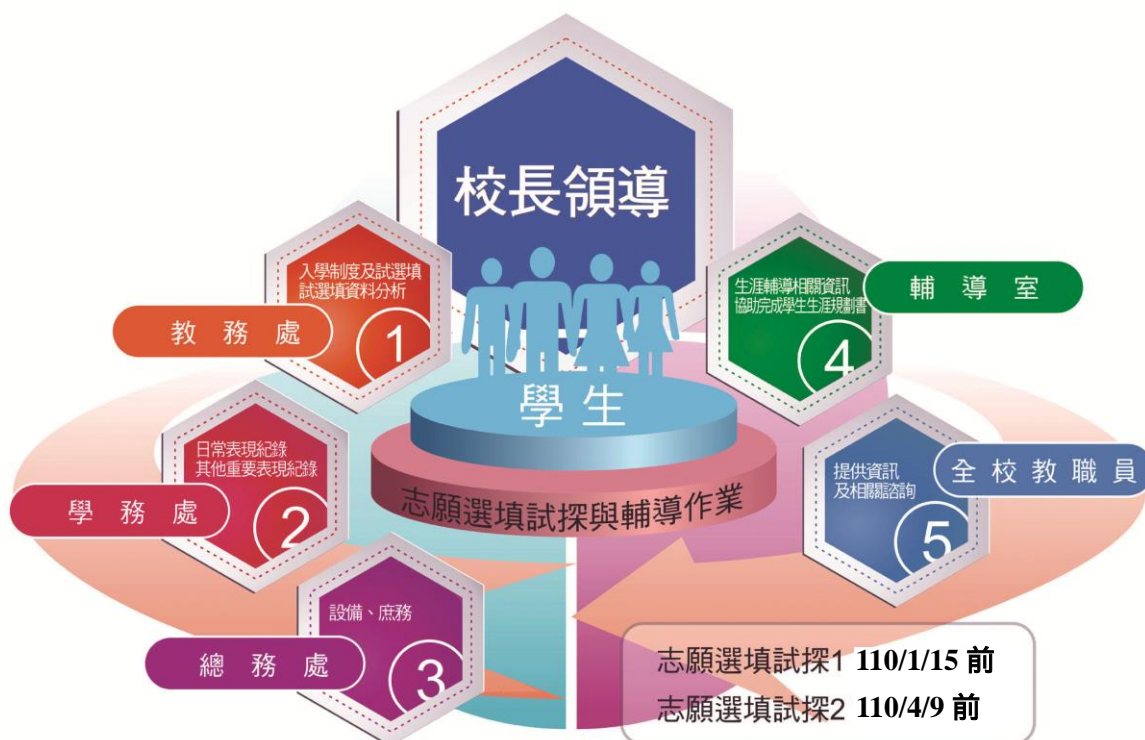 校長領導
入學制度及試選填
試選填資料分析
1
教務處
日常表現紀錄
其他重要表現紀錄
2
學務處
設備、庶務
3
總務處
生涯輔導相關資訊
協助完成學生生涯規劃書
4
輔導室
提供資訊
及相關諮詢
5
全校教職員
學生
志願選填試探與輔導作業
志願選填試探1 110/1/15 前
志願選填試探2 110/4/9 前